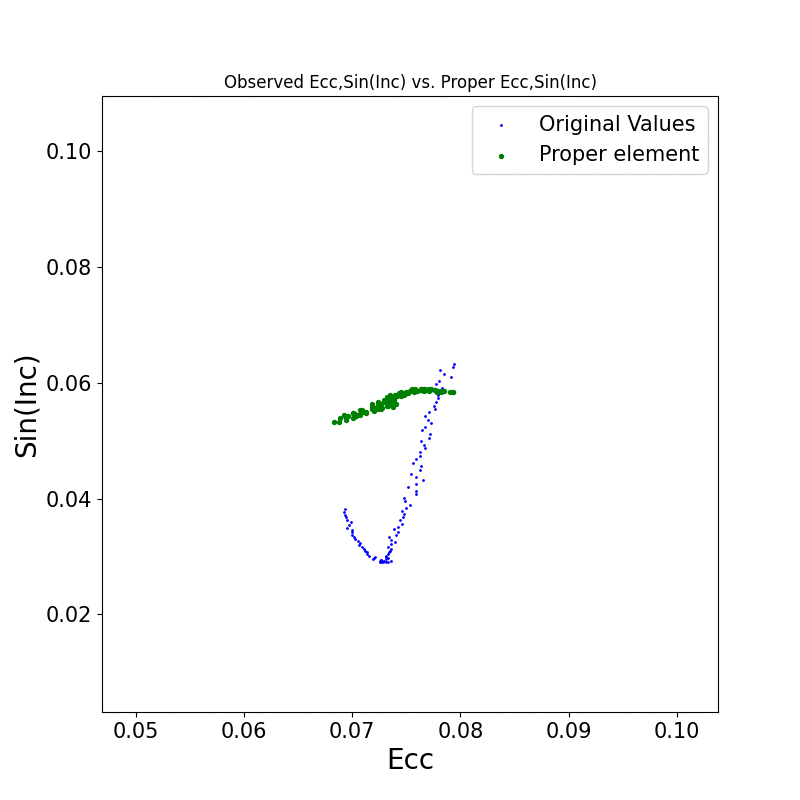 Observed Ecc,Sin(Inc) vs. Proper Ecc,Sin(Inc)
Original Values
Proper element
0.10
0.08
0.06
0.04
0.02
Sin(Inc)
0.05 0.06 0.07 0.08 0.09 0.10
Ecc